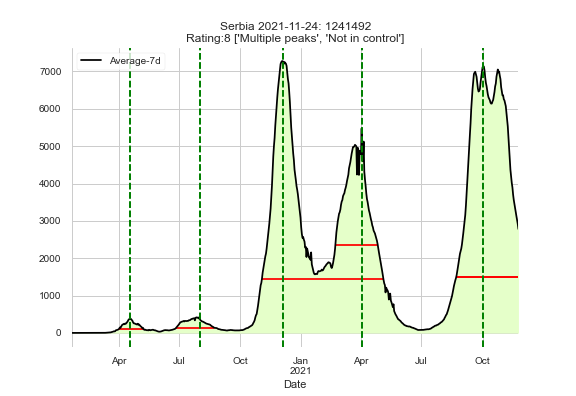 Serbia 2021-11-24: 1241492
Rating:8 ['Multiple peaks', 'Not in control']
Average-7d
7000
6000
5000
4000
3000
2000
1000
0
Apr Jul Oct Jan Apr Jul Oct
2021
Date